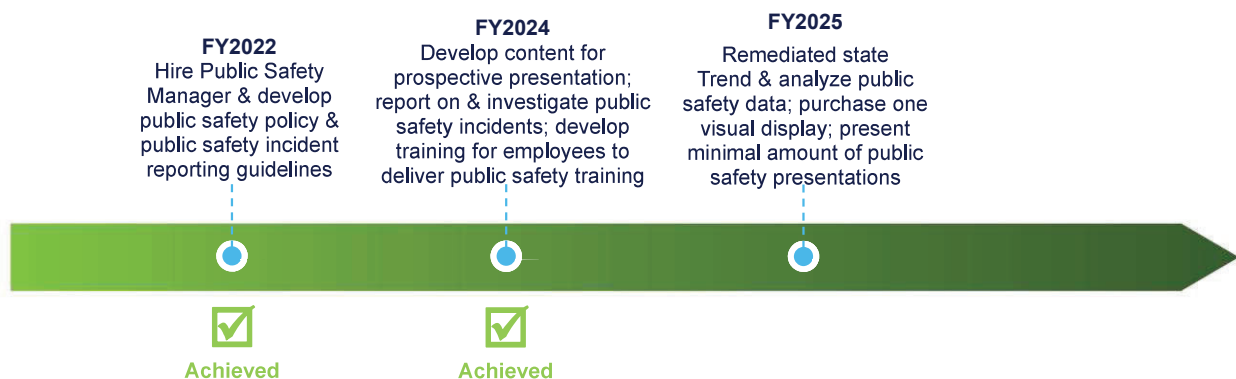 FY2022
Hire Public Safety
Manager & develop
public safety policy &
public safety incident
reporting guidelines
FY2024
Develop content for
prospective presentation;
report on & investigate public
safety incidents; develop
training for employees to
deliver public safety training
FY2025
Remediated state
Trend & analyze public
safety data; purchase one
visual display; present
minimal amount of public
safety presentations
Achieved
Achieved